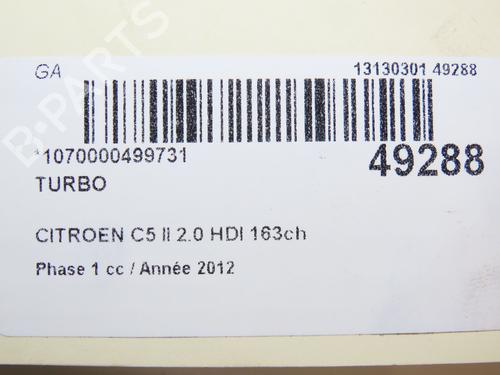 GA
13130301 49288
*1070000499731
49288
TURBO
CITROEN C5 II 2.0 HDI 163ch
Phase 1 cc / Année 2012
B-PARTS